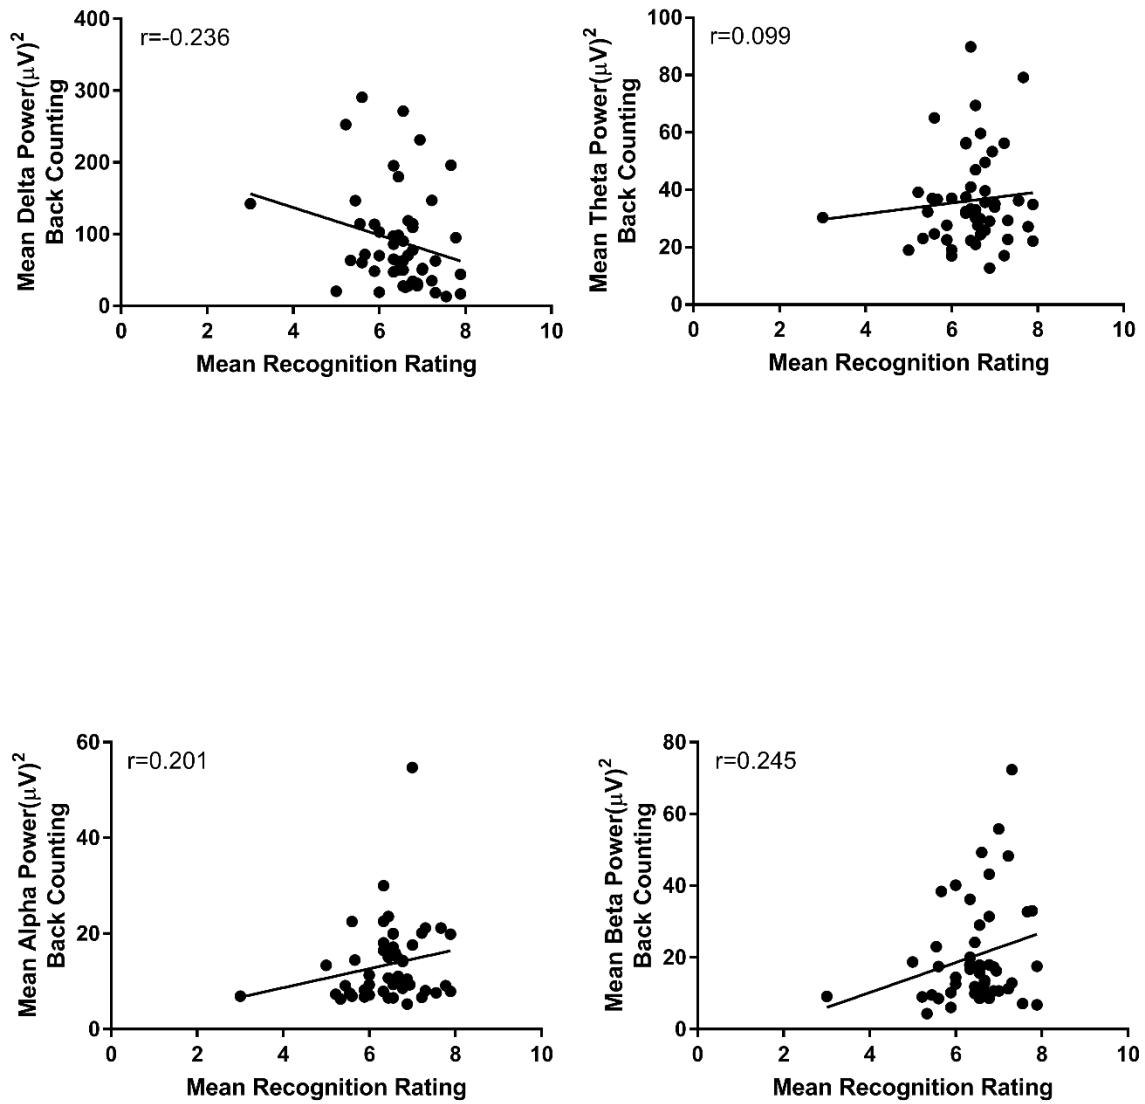 r=-0.236
Mean Delta Power(μV)²
Back Counting
400
300
200
100
0
0 2 4 6 8 10
Mean Recognition Rating
r=0.099
Mean Theta Power(μV)²
Back Counting
100
80
60
40
20
0
0 2 4 6 8 10
Mean Recognition Rating
r=0.201
Mean Alpha Power(μV)²
Back Counting
60
40
20
0
0 2 4 6 8 10
Mean Recognition Rating
r=0.245
Mean Beta Power(μV)²
Back Counting
80
60
40
20
0
0 2 4 6 8 10
Mean Recognition Rating